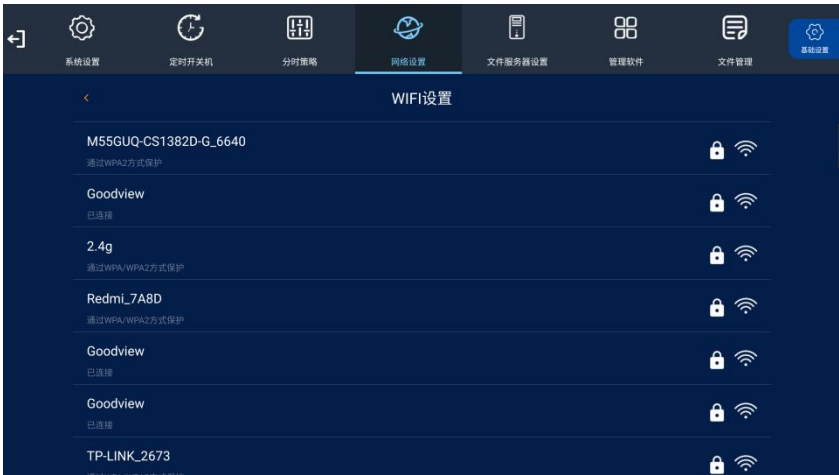 系统设置
定时开关机
分时策略
网络设置
文件服务器设置
管理软件
文件管理
基础设置
WIFI设置
M55GUQ-CS1382D-G_6640
通过WPA2方式保护
Goodview
已连接
2.4g
通过WPA/WPA2方式保护
Redmi_7A8D
通过WPA/WPA2方式保护
Goodview
已连接
Goodview
已连接
TP-LINK_2673